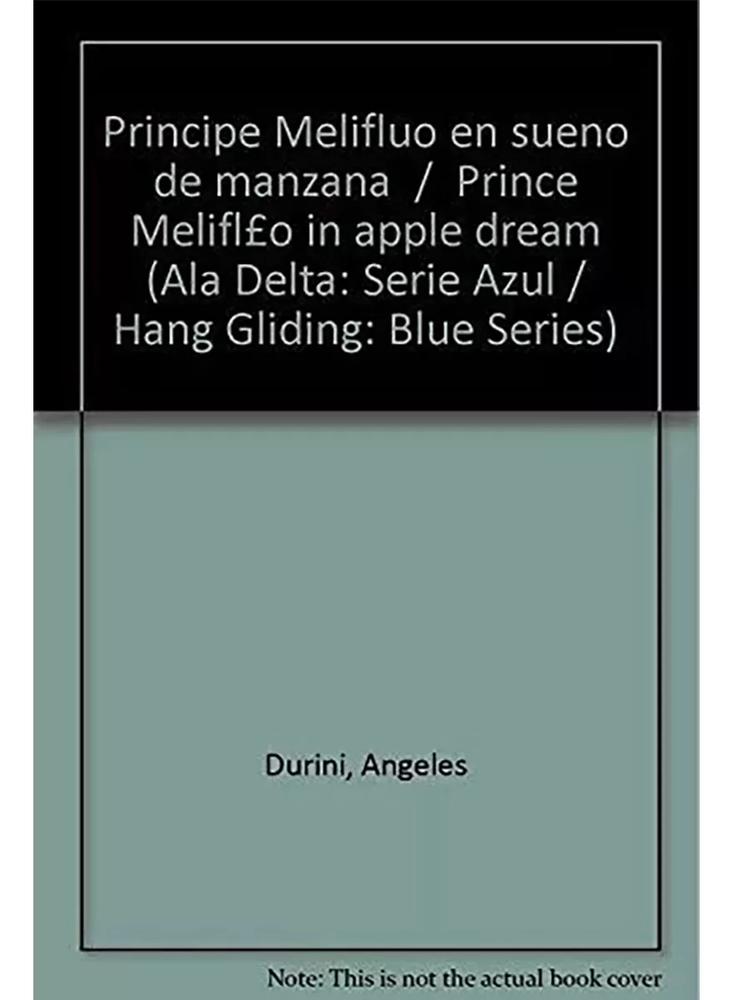 Principe Melifluo en sueno
de manzana / Prince
Melifl£o in apple dream
(Ala Delta: Serie Azul /
Hang Gliding: Blue Series)
Durini, Angeles
Note: This is not the actual book cover